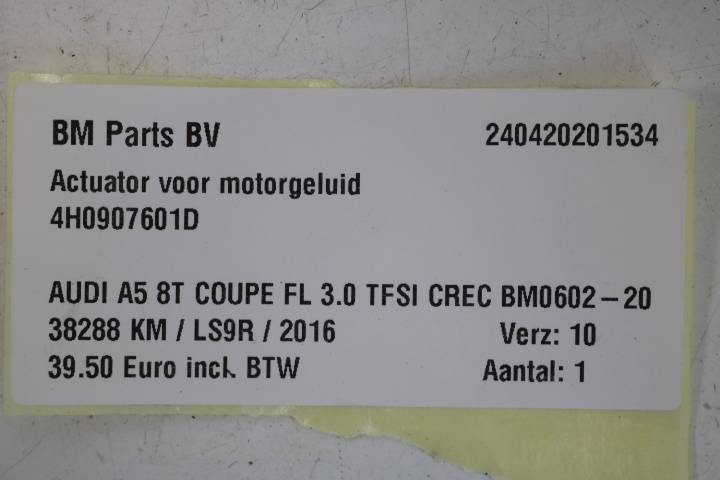 BM Parts BV 240420201534
Actuator voor motorgeluid
4H0907601D
AUDI A5 8T COUPE FL 3.0 TFSI CREC BM0602-20
38288 KM / LS9R / 2016 Verz: 10
39.50 Euro incl. BTW Aantal: 1